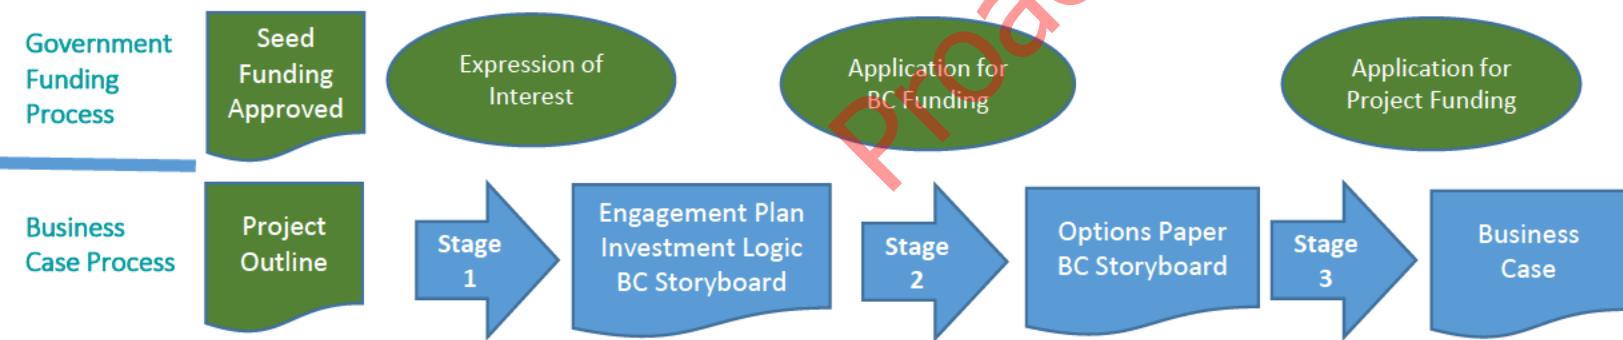 Government
Funding
Process
Seed
Funding
Approved
Expression of
Interest
Application for
BC Funding
Application for
Project Funding
Business
Case Process
Project
Outline
Stage
1
Engagement Plan
Investment Logic
BC Storyboard
Stage
2
Options Paper
BC Storyboard
Stage
3
Business
Case